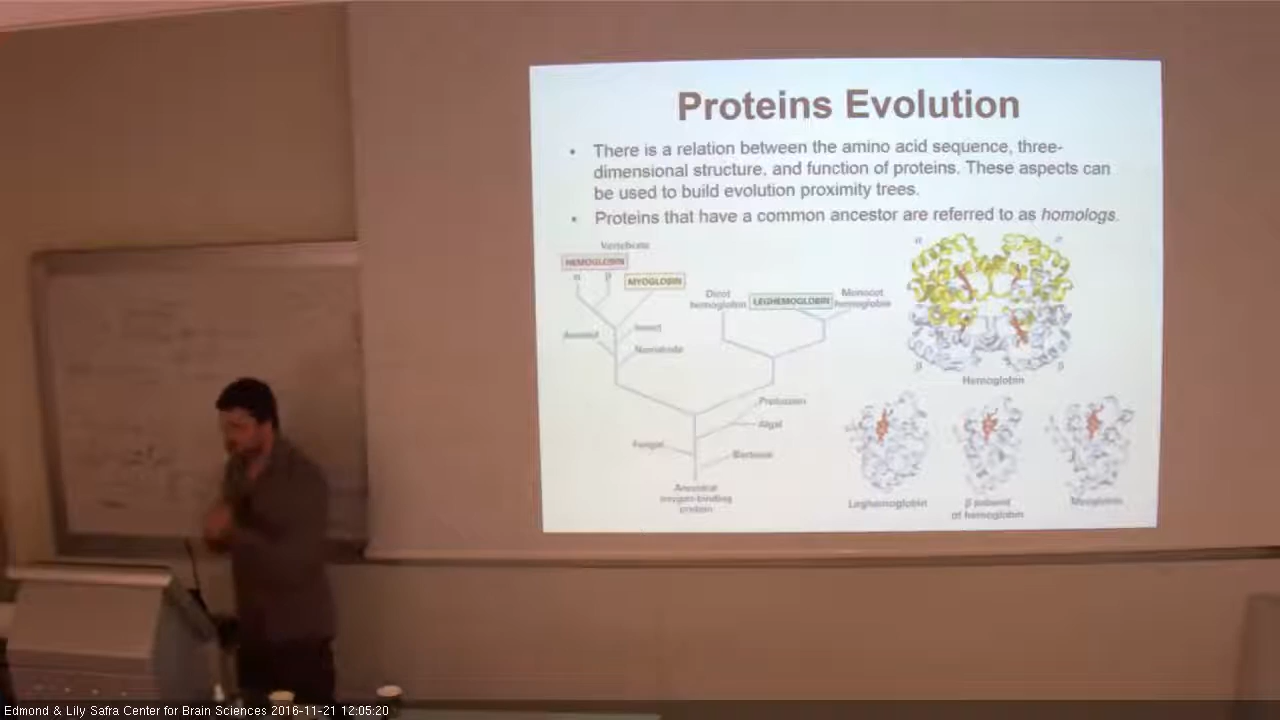 Proteins Evolution
• There is a relation between the amino acid sequence, three-
dimensional structure, and function of proteins. These aspects can
be used to build evolution proximity trees.
• Proteins that have a common ancestor are referred to as homologs.
Vertebrate
HEMOGLOBIN
α β
MYOGLOBIN
Dicot
hemoglobin
LEGHEMOGLOBIN
Monocot
hemoglobin
Insect
Nematode
Protozoan
Algal
Fungal
Bacterial
Ancestral
oxygen-binding
protein
α α
β β
Hemoglobin
Leghemoglobin
β subunit
of hemoglobin
Myoglobin
Edmond & Lily Safra Center for Brain Sciences 2016-11-21 12:05:20